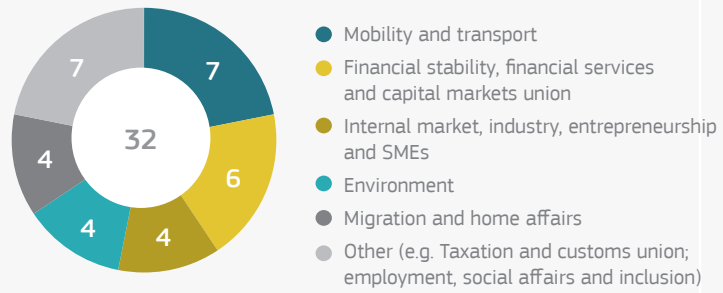 7
7
32
6
4
4
4
Mobility and transport
Financial stability, financial services
and capital markets union
Internal market, industry, entrepreneurship
and SMEs
Environment
Migration and home affairs
Other (e.g. Taxation and customs union;
employment, social affairs and inclusion)